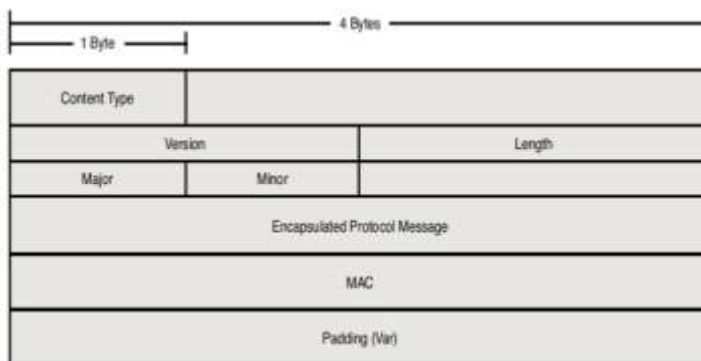 4 Bytes
1 Byte
Content Type
Version Length
Major Minor
Encapsulated Protocol Message
MAC
Padding (Var)